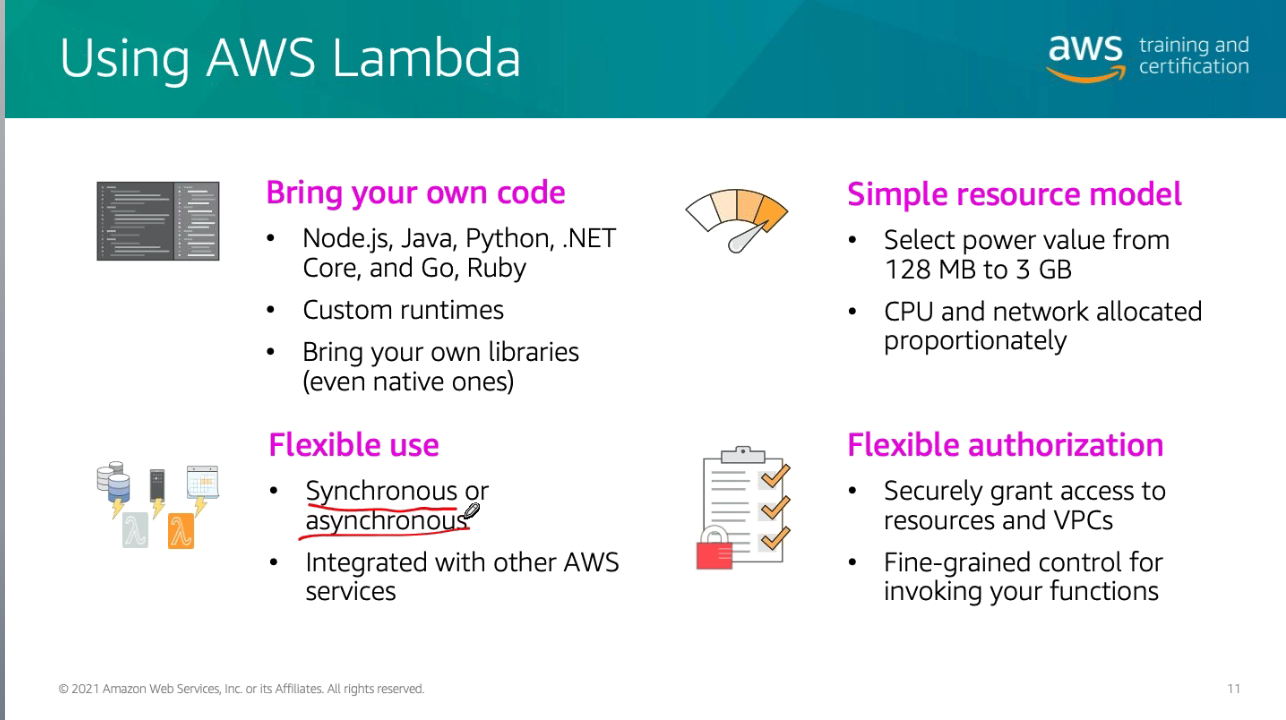 Using AWS Lambda
aws training and
certification
Bring your own code
• Node.js, Java, Python, .NET
Core, and Go, Ruby
• Custom runtimes
• Bring your own libraries
(even native ones)
Simple resource model
• Select power value from
128 MB to 3 GB
• CPU and network allocated
proportionately
Flexible use
• Synchronous or
asynchronous
• Integrated with other AWS
services
Flexible authorization
• Securely grant access to
resources and VPCs
• Fine-grained control for
invoking your functions
© 2021 Amazon Web Services, Inc. or its Affiliates. All rights reserved.
11